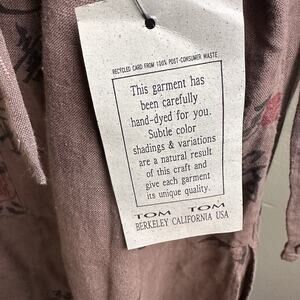 RECYCLED CARD FROM 100% POST-CONSUMER WASTE
This garment has
been carefully
hand-dyed for you.
Subtle color
shadings & variations
are a natural result
of this craft and
give each garment
its unique quality.
TOM TOM
BERKELEY CALIFORNIA USA